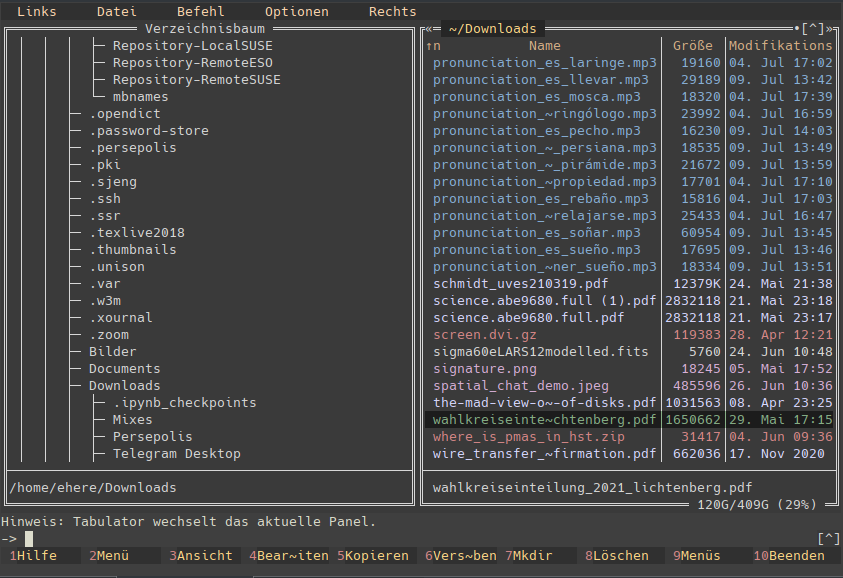 Links Datei Befehl Optionen Rechts
Verzeichnisbaum
Repository-LocalSUSE
Repository-RemoteESO
Repository-RemoteSUSE
mbnames
.opendict
.password-store
.persepolis
.pki
.sjeng
.ssh
.ssr
.texlive2018
.thumbnails
.unison
.var
.w3m
.xournal
.zoom
Bilder
Documents
Downloads
.ipynb_checkpoints
Mixes
Persepolis
Telegram Desktop
/home/ehere/Downloads
« ~/Downloads •[^]»
↑n Name Größe Modifikations
pronunciation_es_laringe.mp3 19160 04. Jul 17:02
pronunciation_es_llevar.mp3 29189 09. Jul 13:42
pronunciation_es_mosca.mp3 18320 04. Jul 17:39
pronunciation_~ringólogo.mp3 23992 04. Jul 16:59
pronunciation_es_pecho.mp3 16230 09. Jul 14:03
pronunciation_~_persiana.mp3 18535 09. Jul 13:49
pronunciation_~_pirámide.mp3 21672 09. Jul 13:59
pronunciation_~propiedad.mp3 17701 04. Jul 17:10
pronunciation_es_rebaño.mp3 15816 04. Jul 17:03
pronunciation_~relajarse.mp3 25433 04. Jul 16:47
pronunciation_es_soñar.mp3 60954 09. Jul 13:45
pronunciation_es_sueño.mp3 17695 09. Jul 13:46
pronunciation_~ner_sueño.mp3 18334 09. Jul 13:51
schmidt_uves210319.pdf 12379K 24. Mai 21:38
science.abe9680.full (1).pdf 2832118 21. Mai 23:18
science.abe9680.full.pdf 2832118 21. Mai 23:17
screen.dvi.gz 119383 28. Apr 12:21
sigma60eLARS12modelled.fits 5760 24. Jun 10:48
signature.png 18245 05. Mai 17:52
spatial_chat_demo.jpeg 485596 26. Jun 10:36
the-mad-view-o~-of-disks.pdf 1031563 08. Apr 23:25
wahlkreiseinte~chtenberg.pdf 1650662 29. Mai 17:15
where_is_pmas_in_hst.zip 31417 04. Jun 09:36
wire_transfer_~firmation.pdf 662036 17. Nov 2020
wahlkreiseinteilung_2021_lichtenberg.pdf
120G/409G (29%)
Hinweis: Tabulator wechselt das aktuelle Panel.
-> [^]
1Hilfe 2Menü 3Ansicht 4Bear~iten 5Kopieren 6Vers~ben 7Mkdir 8Löschen 9Menüs 10Beenden